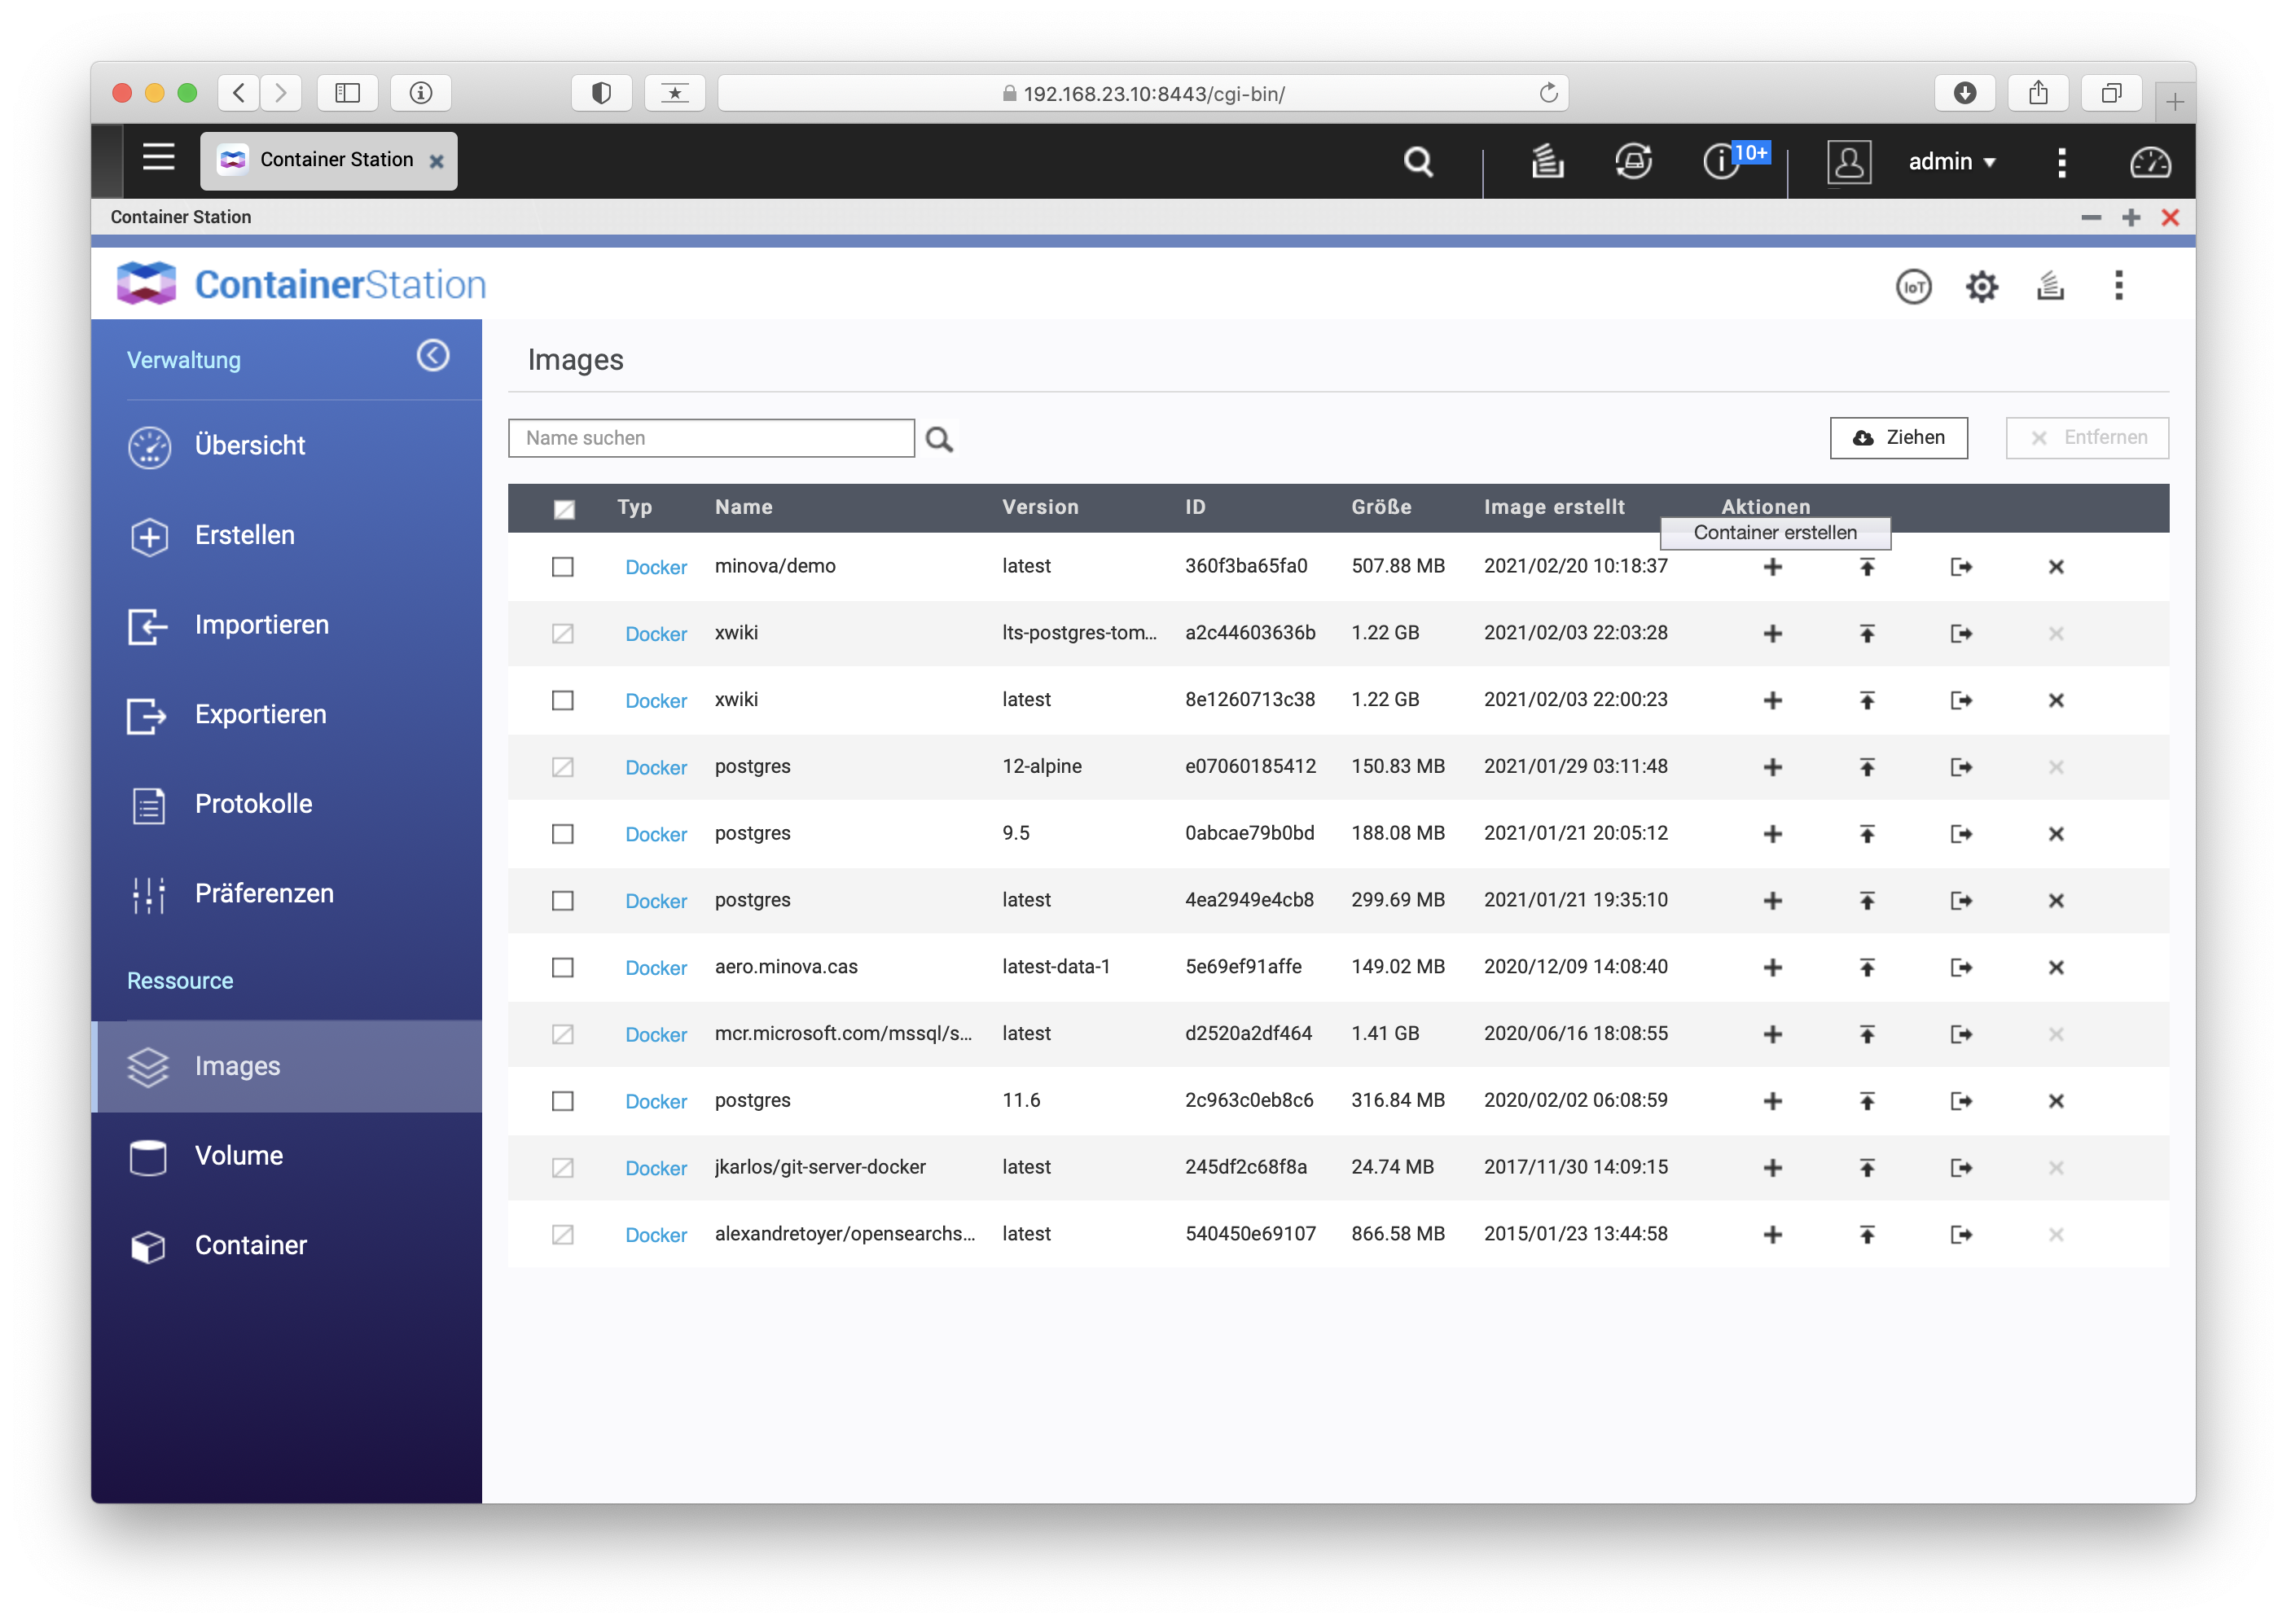 192.168.23.10:8443/cgi-bin/
Container Station
10+
admin
Container Station
ContainerStation
IoT
Verwaltung
Übersicht
Erstellen
Importieren
Exportieren
Protokolle
Präferenzen
Ressource
Images
Volume
Container
Images
Name suchen
Ziehen
Entfernen
Typ Name Version ID Größe Image erstellt Aktionen
Container erstellen
Docker minova/demo latest 360f3ba65fa0 507.88 MB 2021/02/20 10:18:37
Docker xwiki lts-postgres-tom... a2c44603636b 1.22 GB 2021/02/03 22:03:28
Docker xwiki latest 8e1260713c38 1.22 GB 2021/02/03 22:00:23
Docker postgres 12-alpine e07060185412 150.83 MB 2021/01/29 03:11:48
Docker postgres 9.5 0abcae79b0bd 188.08 MB 2021/01/21 20:05:12
Docker postgres latest 4ea2949e4cb8 299.69 MB 2021/01/21 19:35:10
Docker aero.minova.cas latest-data-1 5e69ef91affe 149.02 MB 2020/12/09 14:08:40
Docker mcr.microsoft.com/mssql/s... latest d2520a2df464 1.41 GB 2020/06/16 18:08:55
Docker postgres 11.6 2c963c0eb8c6 316.84 MB 2020/02/02 06:08:59
Docker jkarlos/git-server-docker latest 245df2c68f8a 24.74 MB 2017/11/30 14:09:15
Docker alexandretoyer/opensearchs... latest 540450e69107 866.58 MB 2015/01/23 13:44:58